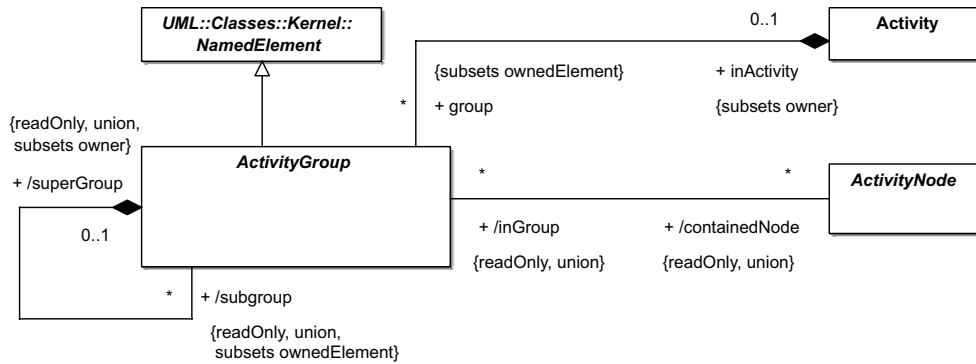 UML::Classes::Kernel::
NamedElement
0..1
Activity
{subsets ownedElement}
+ inActivity
*
+ group
{subsets owner}
{readOnly, union,
subsets owner}
ActivityGroup
+ /superGroup
*
*
ActivityNode
0..1
+ /inGroup
+ /containedNode
{readOnly, union}
{readOnly, union}
*
+ /subgroup
{readOnly, union,
subsets ownedElement}